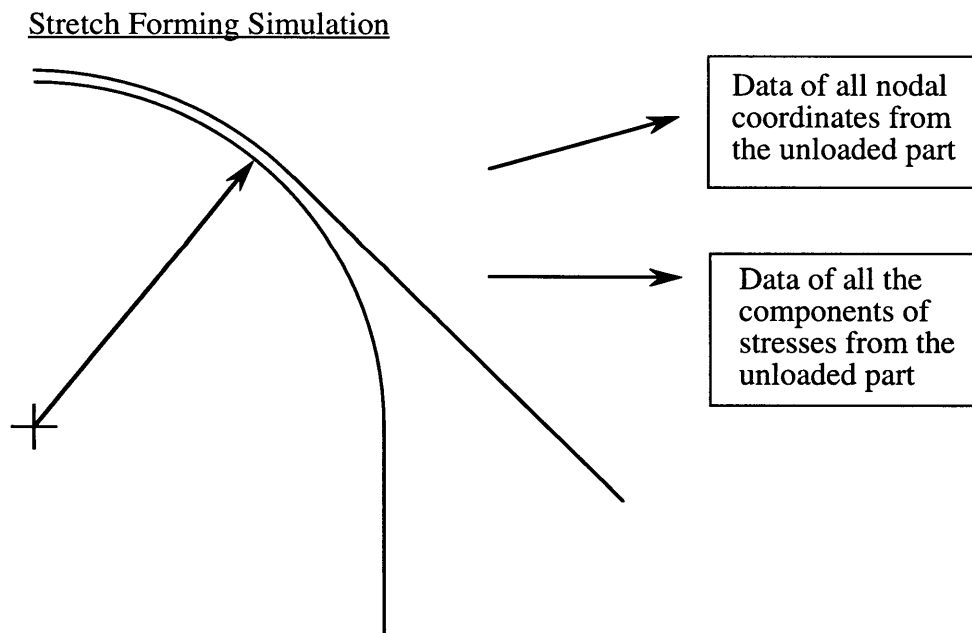 Stretch Forming Simulation
Data of all nodal
coordinates from
the unloaded part
Data of all the
components of
stresses from the
unloaded part